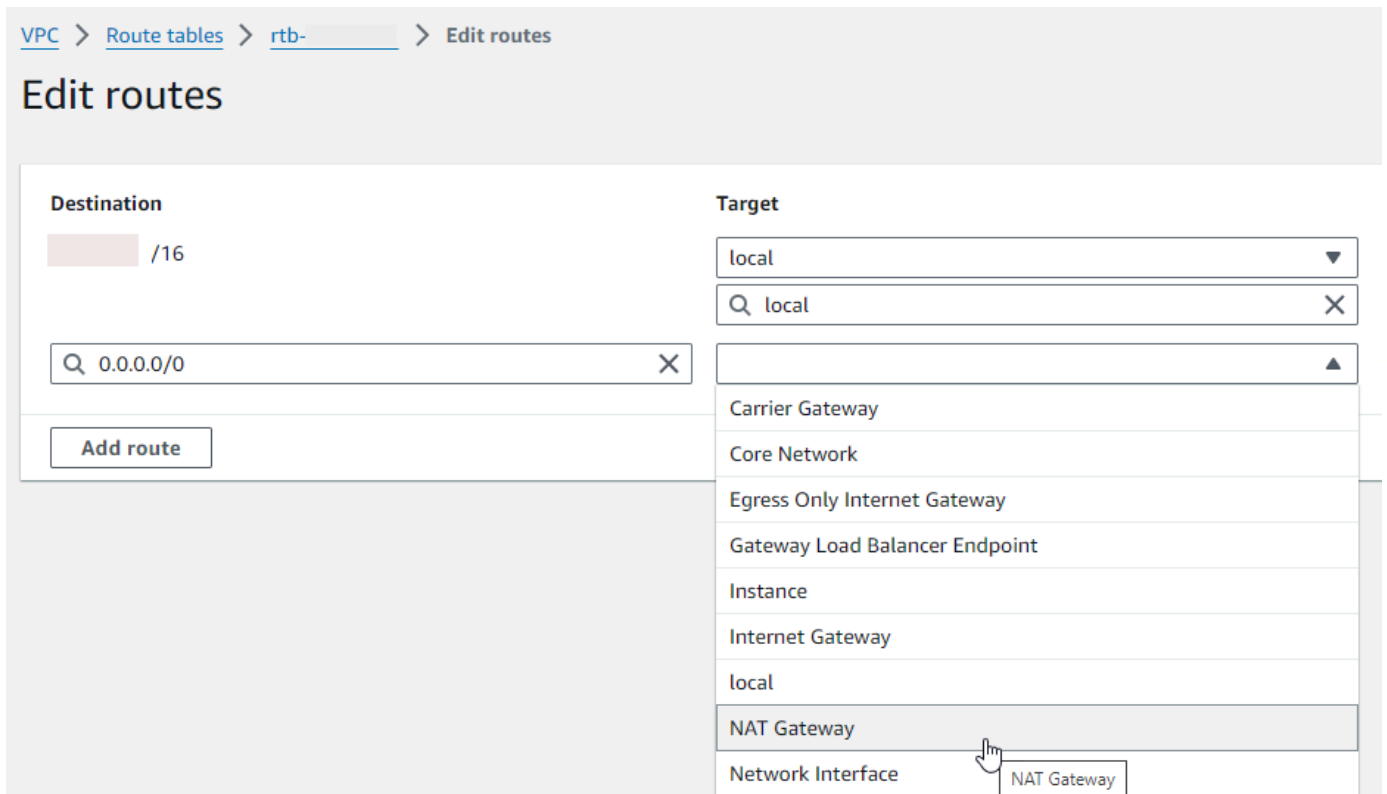 VPC > Route tables > rtb- > Edit routes
Edit routes
Destination Target
/16 local
local
0.0.0.0/0
Carrier Gateway
Add route
Core Network
Egress Only Internet Gateway
Gateway Load Balancer Endpoint
Instance
Internet Gateway
local
NAT Gateway
Network Interface
NAT Gateway